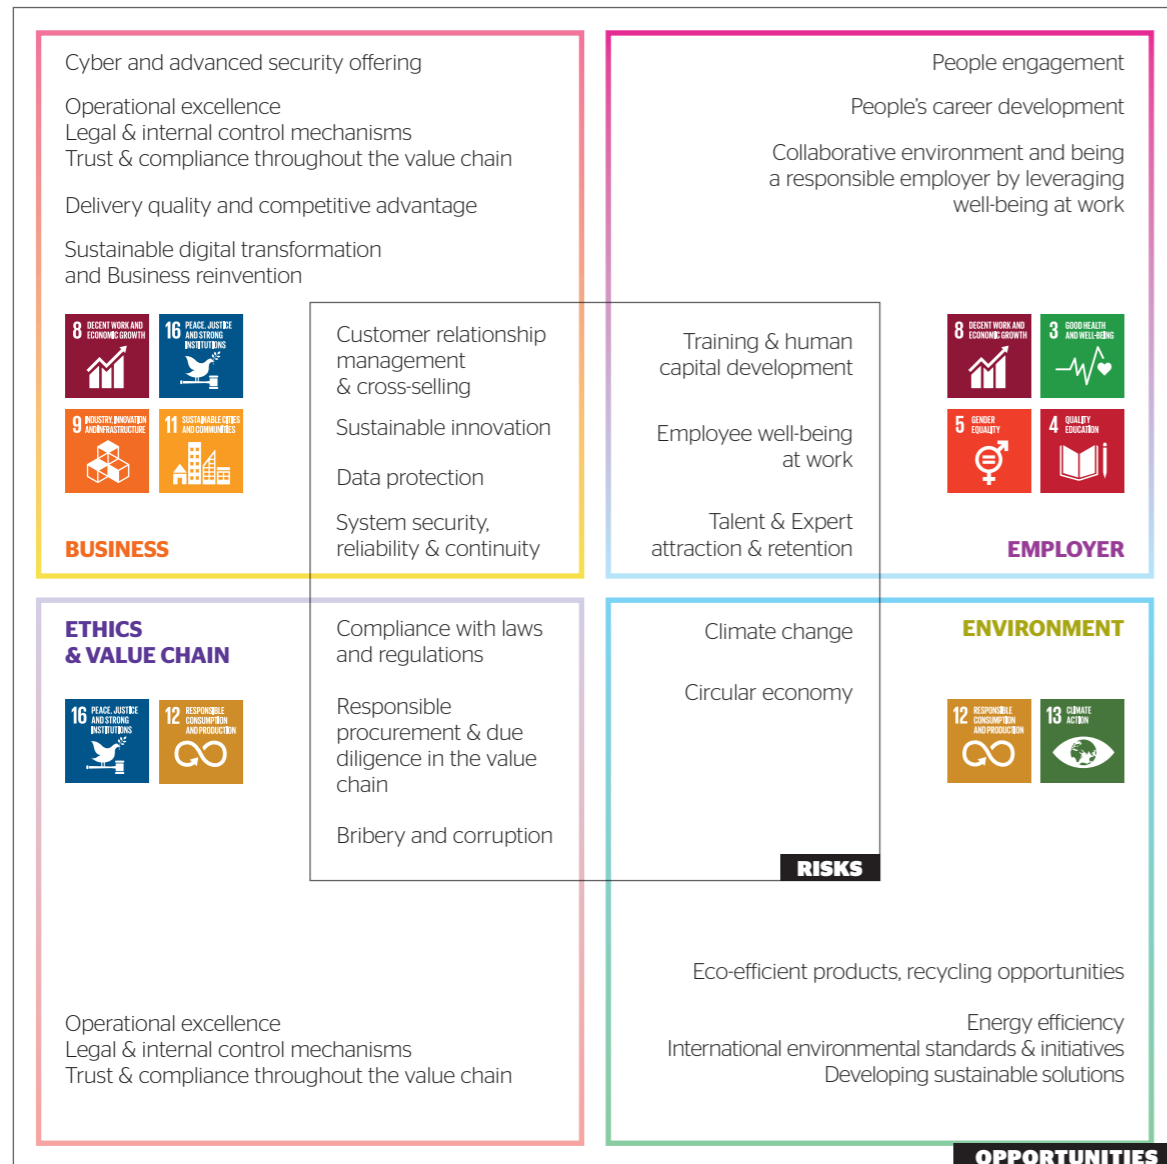 Cyber and advanced security offering
Operational excellence
Legal & internal control mechanisms
Trust & compliance throughout the value chain
Delivery quality and competitive advantage
Sustainable digital transformation
and Business reinvention
8 DECENT WORK AND
ECONOMIC GROWTH
16 PEACE, JUSTICE
AND STRONG
INSTITUTIONS
9 INDUSTRY, INNOVATION
AND INFRASTRUCTURE
11 SUSTAINABLE CITIES
AND COMMUNITIES
BUSINESS
Customer relationship
management
& cross-selling
Sustainable innovation
Data protection
System security,
reliability & continuity
People engagement
People's career development
Collaborative environment and being
a responsible employer by leveraging
well-being at work
Training & human
capital development
Employee well-being
at work
Talent & Expert
attraction & retention
8 DECENT WORK AND
ECONOMIC GROWTH
3 GOOD HEALTH
AND WELL-BEING
5 GENDER
EQUALITY
4 QUALITY
EDUCATION
EMPLOYER
ETHICS
& VALUE CHAIN
16 PEACE, JUSTICE
AND STRONG
INSTITUTIONS
12 RESPONSIBLE
CONSUMPTION
AND PRODUCTION
Compliance with laws
and regulations
Responsible
procurement & due
diligence in the value
chain
Bribery and corruption
Operational excellence
Legal & internal control mechanisms
Trust & compliance throughout the value chain
Climate change
Circular economy
ENVIRONMENT
12 RESPONSIBLE
CONSUMPTION
AND PRODUCTION
13 CLIMATE
ACTION
RISKS
Eco-efficient products, recycling opportunities
Energy efficiency
International environmental standards & initiatives
Developing sustainable solutions
OPPORTUNITIES